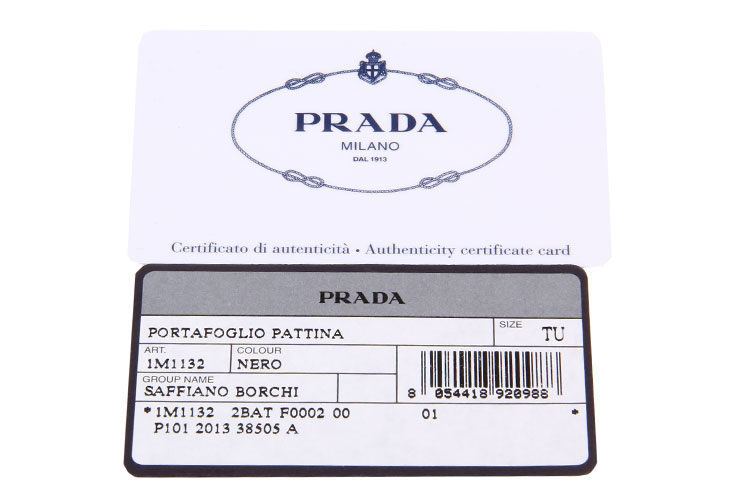 PRADA
MILANO
DAL 1913
Certificato di autenticità • Authenticity certificate card
PRADA
PORTAFOGLIO PATTINA
SIZE
TU
ART.
1M1132
COLOUR
NERO
GROUP NAME
SAFFIANO BORCHI
8 054418 920988
*1M1132 2BAT F0002 00 01 *
P101 2013 38505 A